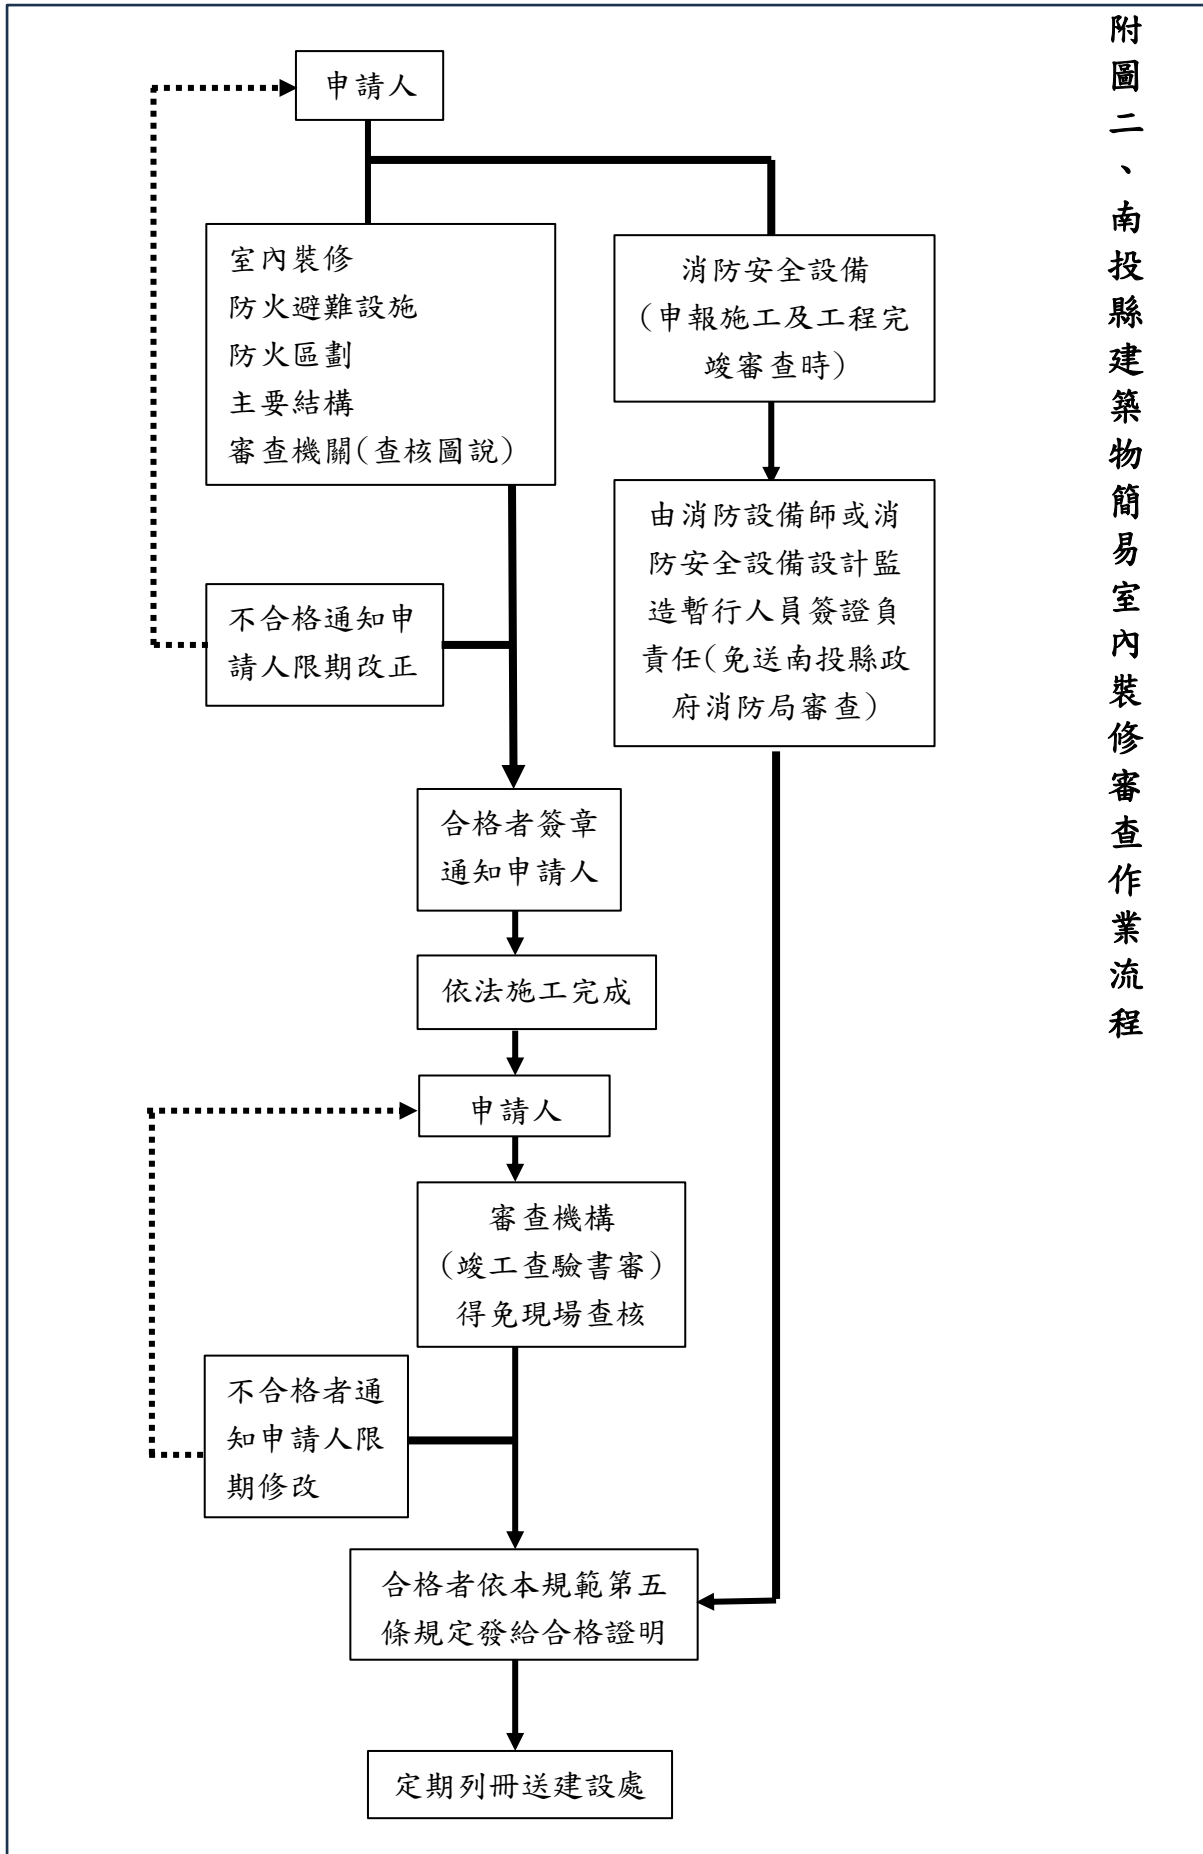 附圖二、南投縣建築物簡易室內裝修審查作業流程
申請人
室內裝修
防火避難設施
防火區劃
主要結構
審查機關(查核圖說)
消防安全設備
(申報施工及工程完
竣審查時)
由消防設備師或消
防安全設備設計監
造暫行人員簽證負
責任(免送南投縣政
府消防局審查)
不合格通知申
請人限期改正
合格者簽章
通知申請人
依法施工完成
申請人
審查機構
(竣工查驗書審)
得免現場查核
不合格者通
知申請人限
期修改
合格者依本規範第五
條規定發給合格證明
定期列冊送建設處